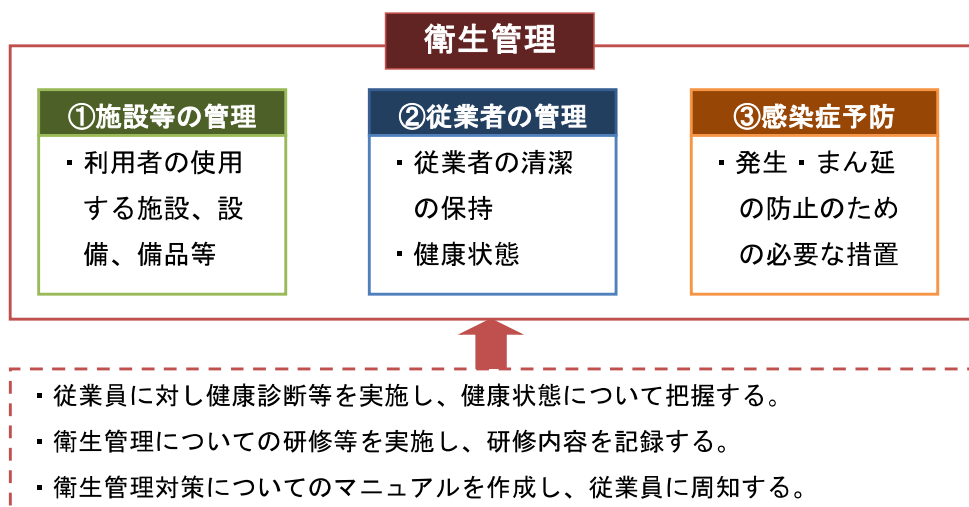 衛生管理
①施設等の管理
・利用者の使用
する施設、設
備、備品等
②従業者の管理
・従業者の清潔
の保持
・健康状態
③感染症予防
・発生・まん延
の防止のため
の必要な措置
・従業員に対し健康診断等を実施し、健康状態について把握する。
・衛生管理についての研修等を実施し、研修内容を記録する。
・衛生管理対策についてのマニュアルを作成し、従業員に周知する。